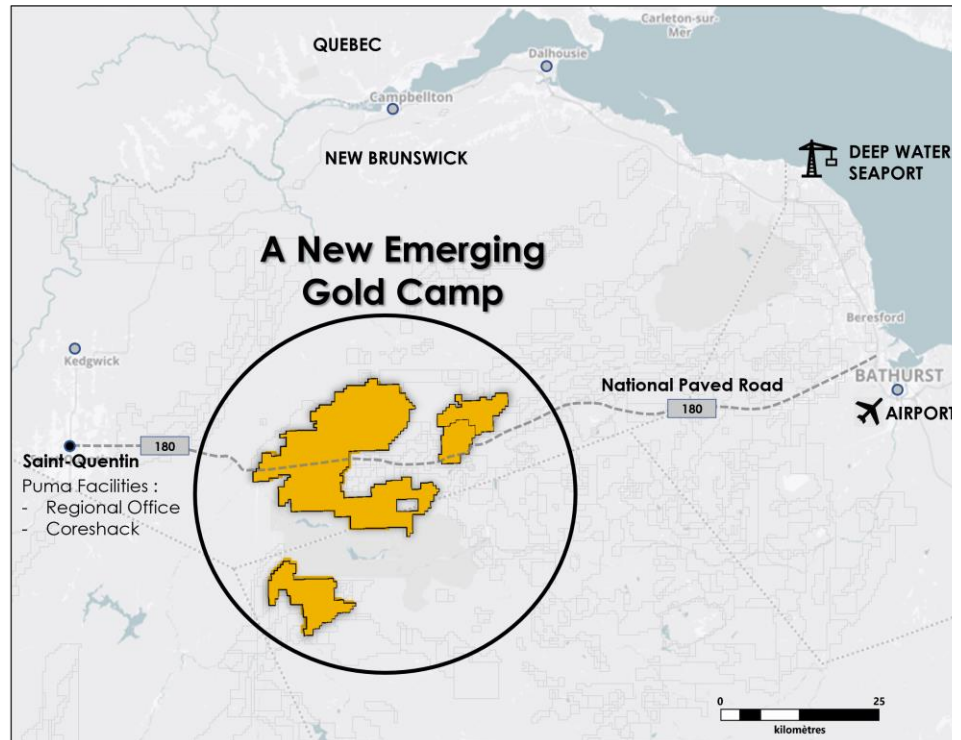 Carleton-sur-
Mer
QUEBEC
Dalhousie
Campbellton
NEW BRUNSWICK
DEEP WATER
SEAPORT
A New Emerging
Gold Camp
Beresford
Kedgwick
National Paved Road
BATHURST
180
AIRPORT
180
Saint-Quentin
Puma Facilities :
- Regional Office
- Coreshack
0 25
kilomètres